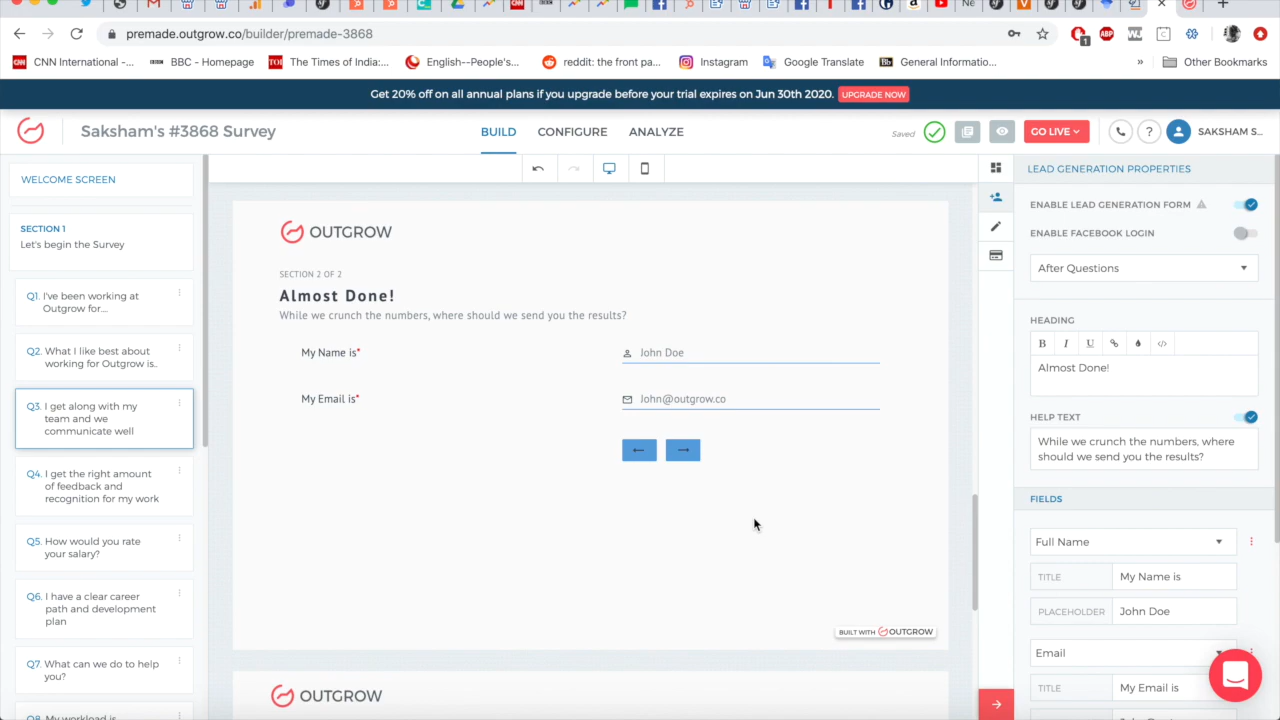 premade.outgrow.co/builder/premade-3868
CNN International -...
BBC - Homepage
The Times of India:...
English--People's...
reddit: the front pa...
Instagram
Google Translate
General Informatio...
»
Other Bookmarks
Get 20% off on all annual plans if you upgrade before your trial expires on Jun 30th 2020.
UPGRADE NOW
Saksham's #3868 Survey
BUILD
CONFIGURE
ANALYZE
Saved
GO LIVE
?
SAKSHAM S...
WELCOME SCREEN
SECTION 1
Let's begin the Survey
Q1. I've been working at
Outgrow for....
Q2. What I like best about
working for Outgrow is..
Q3. I get along with my
team and we
communicate well
Q4. I get the right amount
of feedback and
recognition for my work
Q5. How would you rate
your salary?
Q6. I have a clear career
path and development
plan
Q7. What can we do to help
you?
Q8. My workload is
OUTGROW
SECTION 2 OF 2
Almost Done!
While we crunch the numbers, where should we send you the results?
My Name is*
John Doe
My Email is*
John@outgrow.co
← →
BUILT WITH OUTGROW
OUTGROW
LEAD GENERATION PROPERTIES
ENABLE LEAD GENERATION FORM
ENABLE FACEBOOK LOGIN
After Questions
HEADING
B I U </>
Almost Done!
HELP TEXT
While we crunch the numbers, where
should we send you the results?
FIELDS
Full Name
TITLE
My Name is
PLACEHOLDER
John Doe
Email
TITLE
My Email is